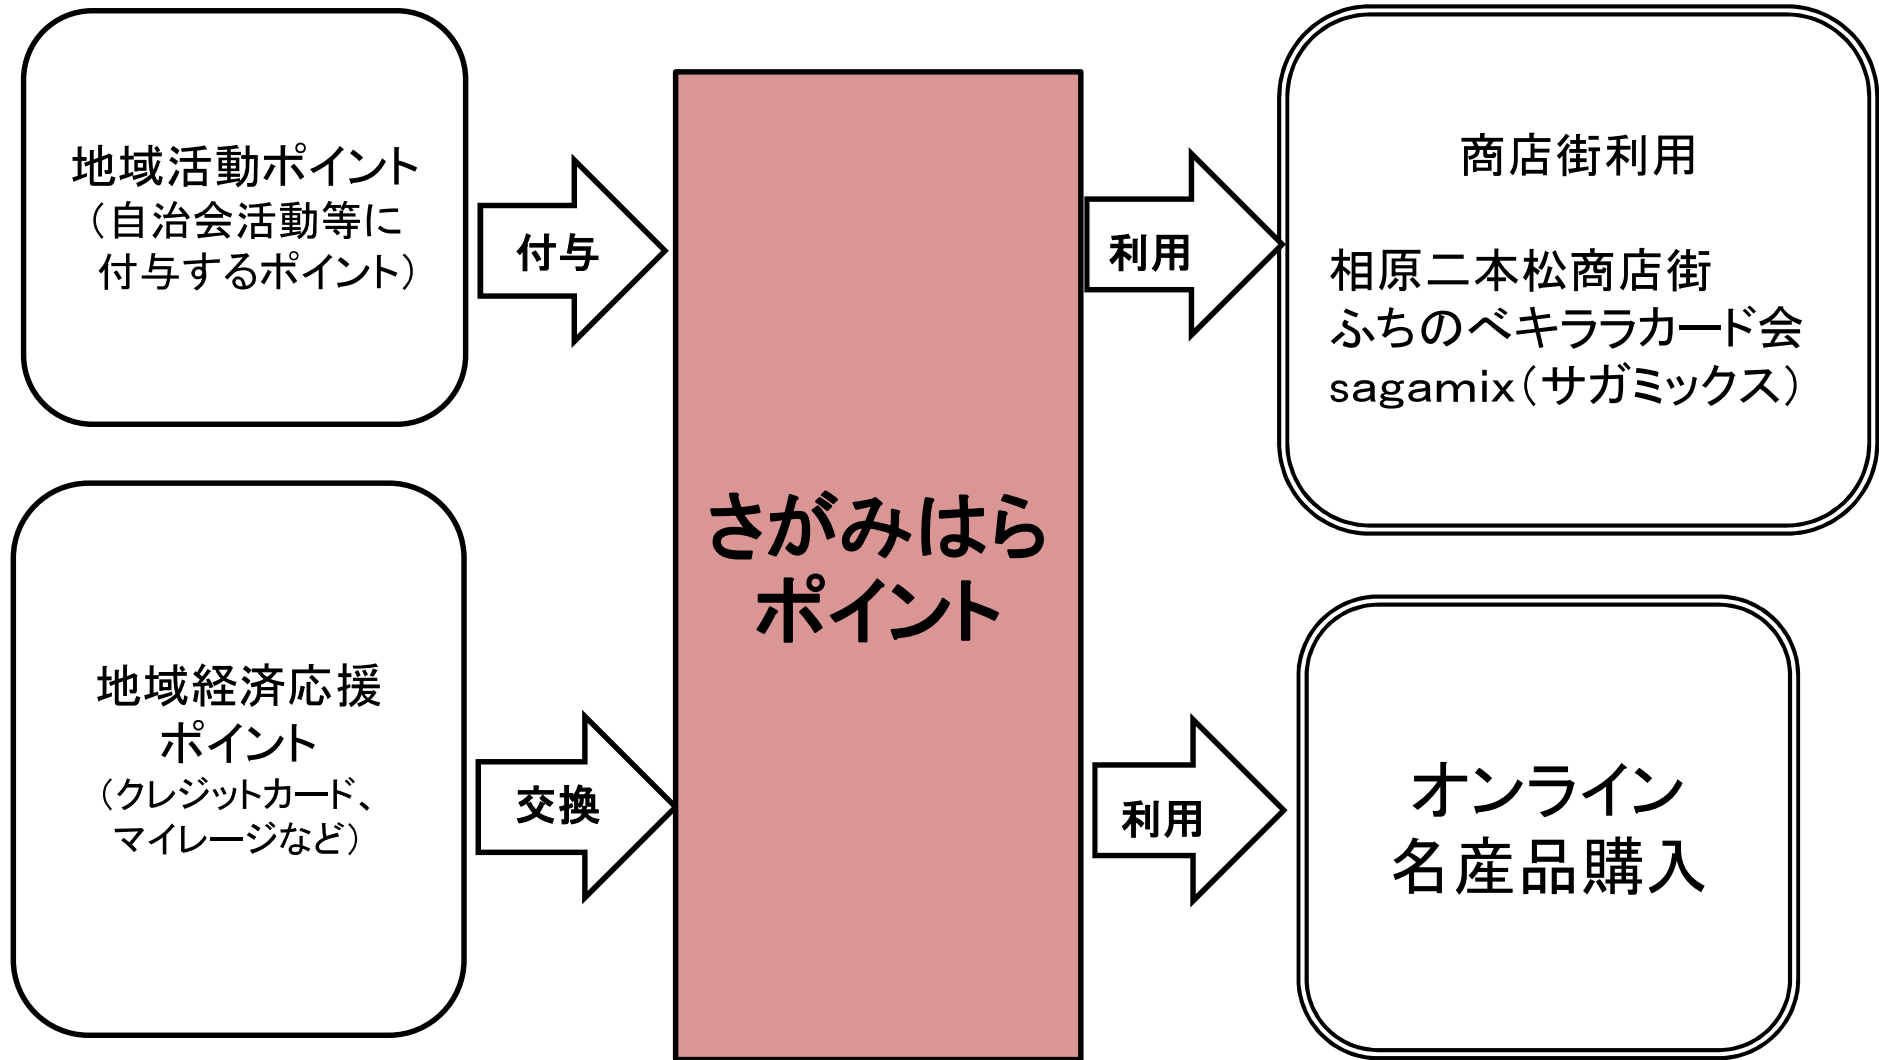 地域活動ポイント
（自治会活動等に
付与するポイント）
付与
地域経済応援
ポイント
（クレジットカード、
マイレージなど）
交換
さがみはら
ポイント
利用
商店街利用
相原二本松商店街
ふちのべキララカード会
sagamix（サガミックス）
利用
オンライン
名産品購入